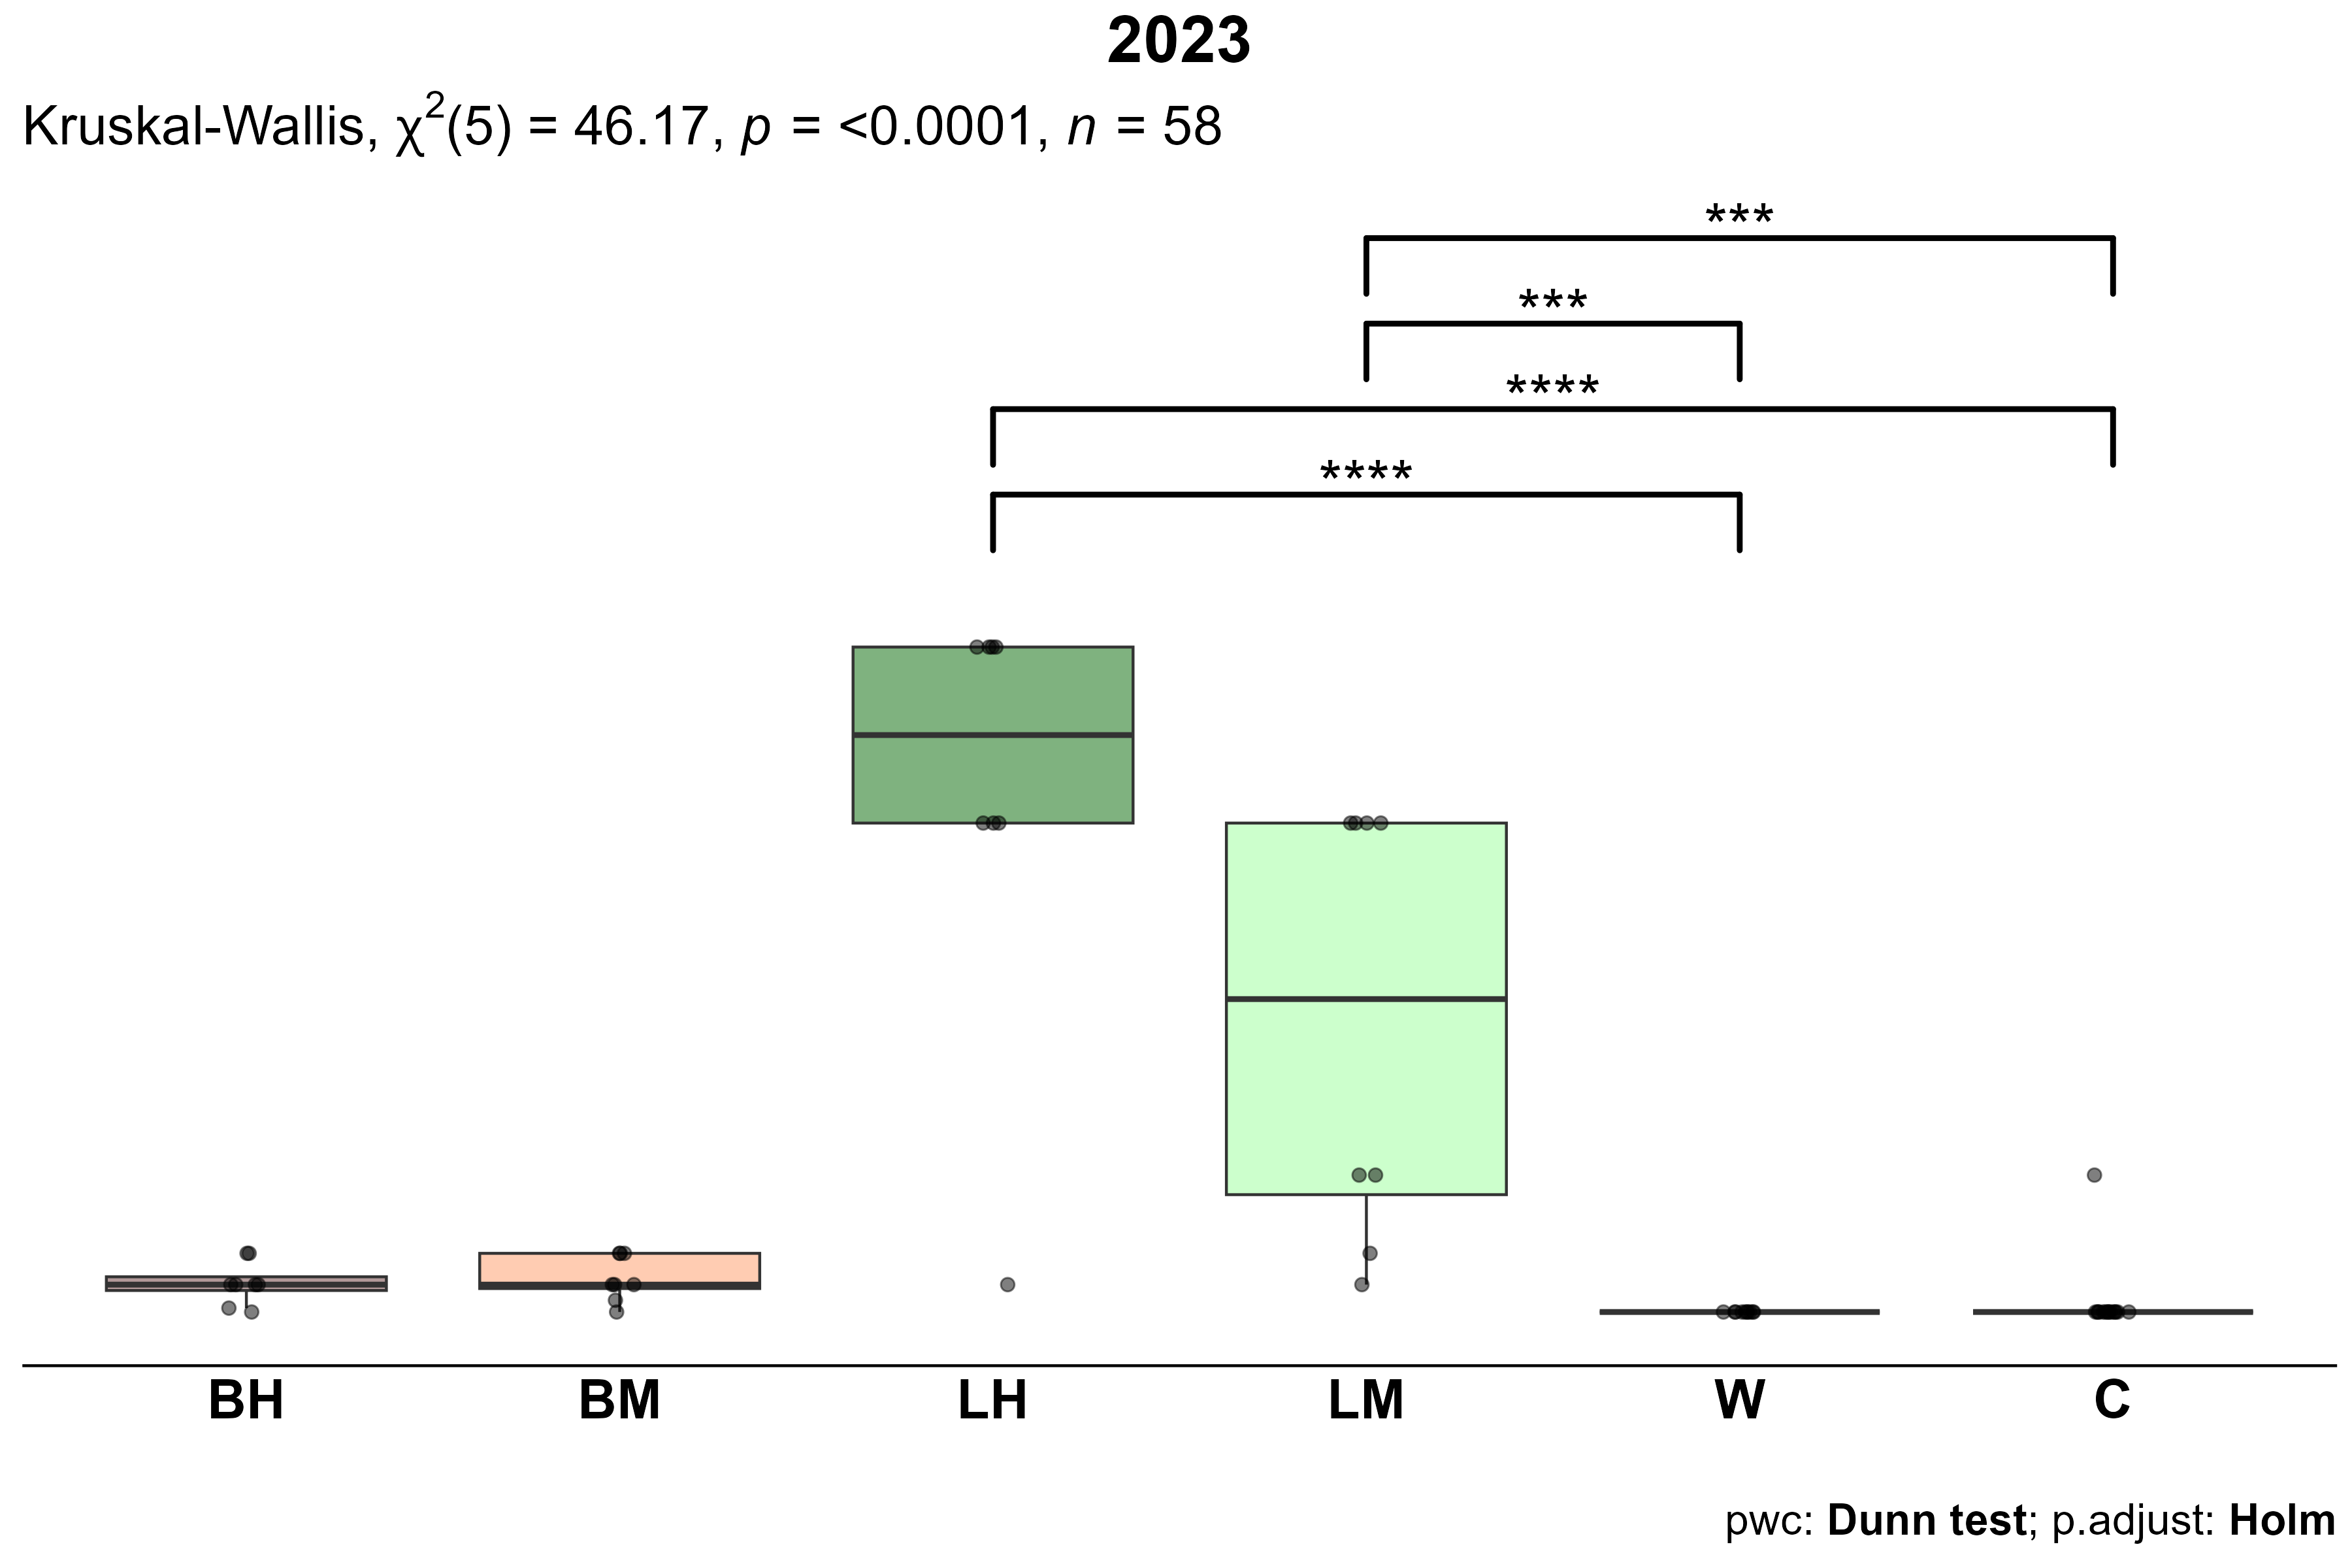 2023
Kruskal-Wallis, χ²(5) = 46.17, p = <0.0001, n = 58
***
***
****
****
BH BM LH LM W C
pwc: Dunn test; p.adjust: Holm